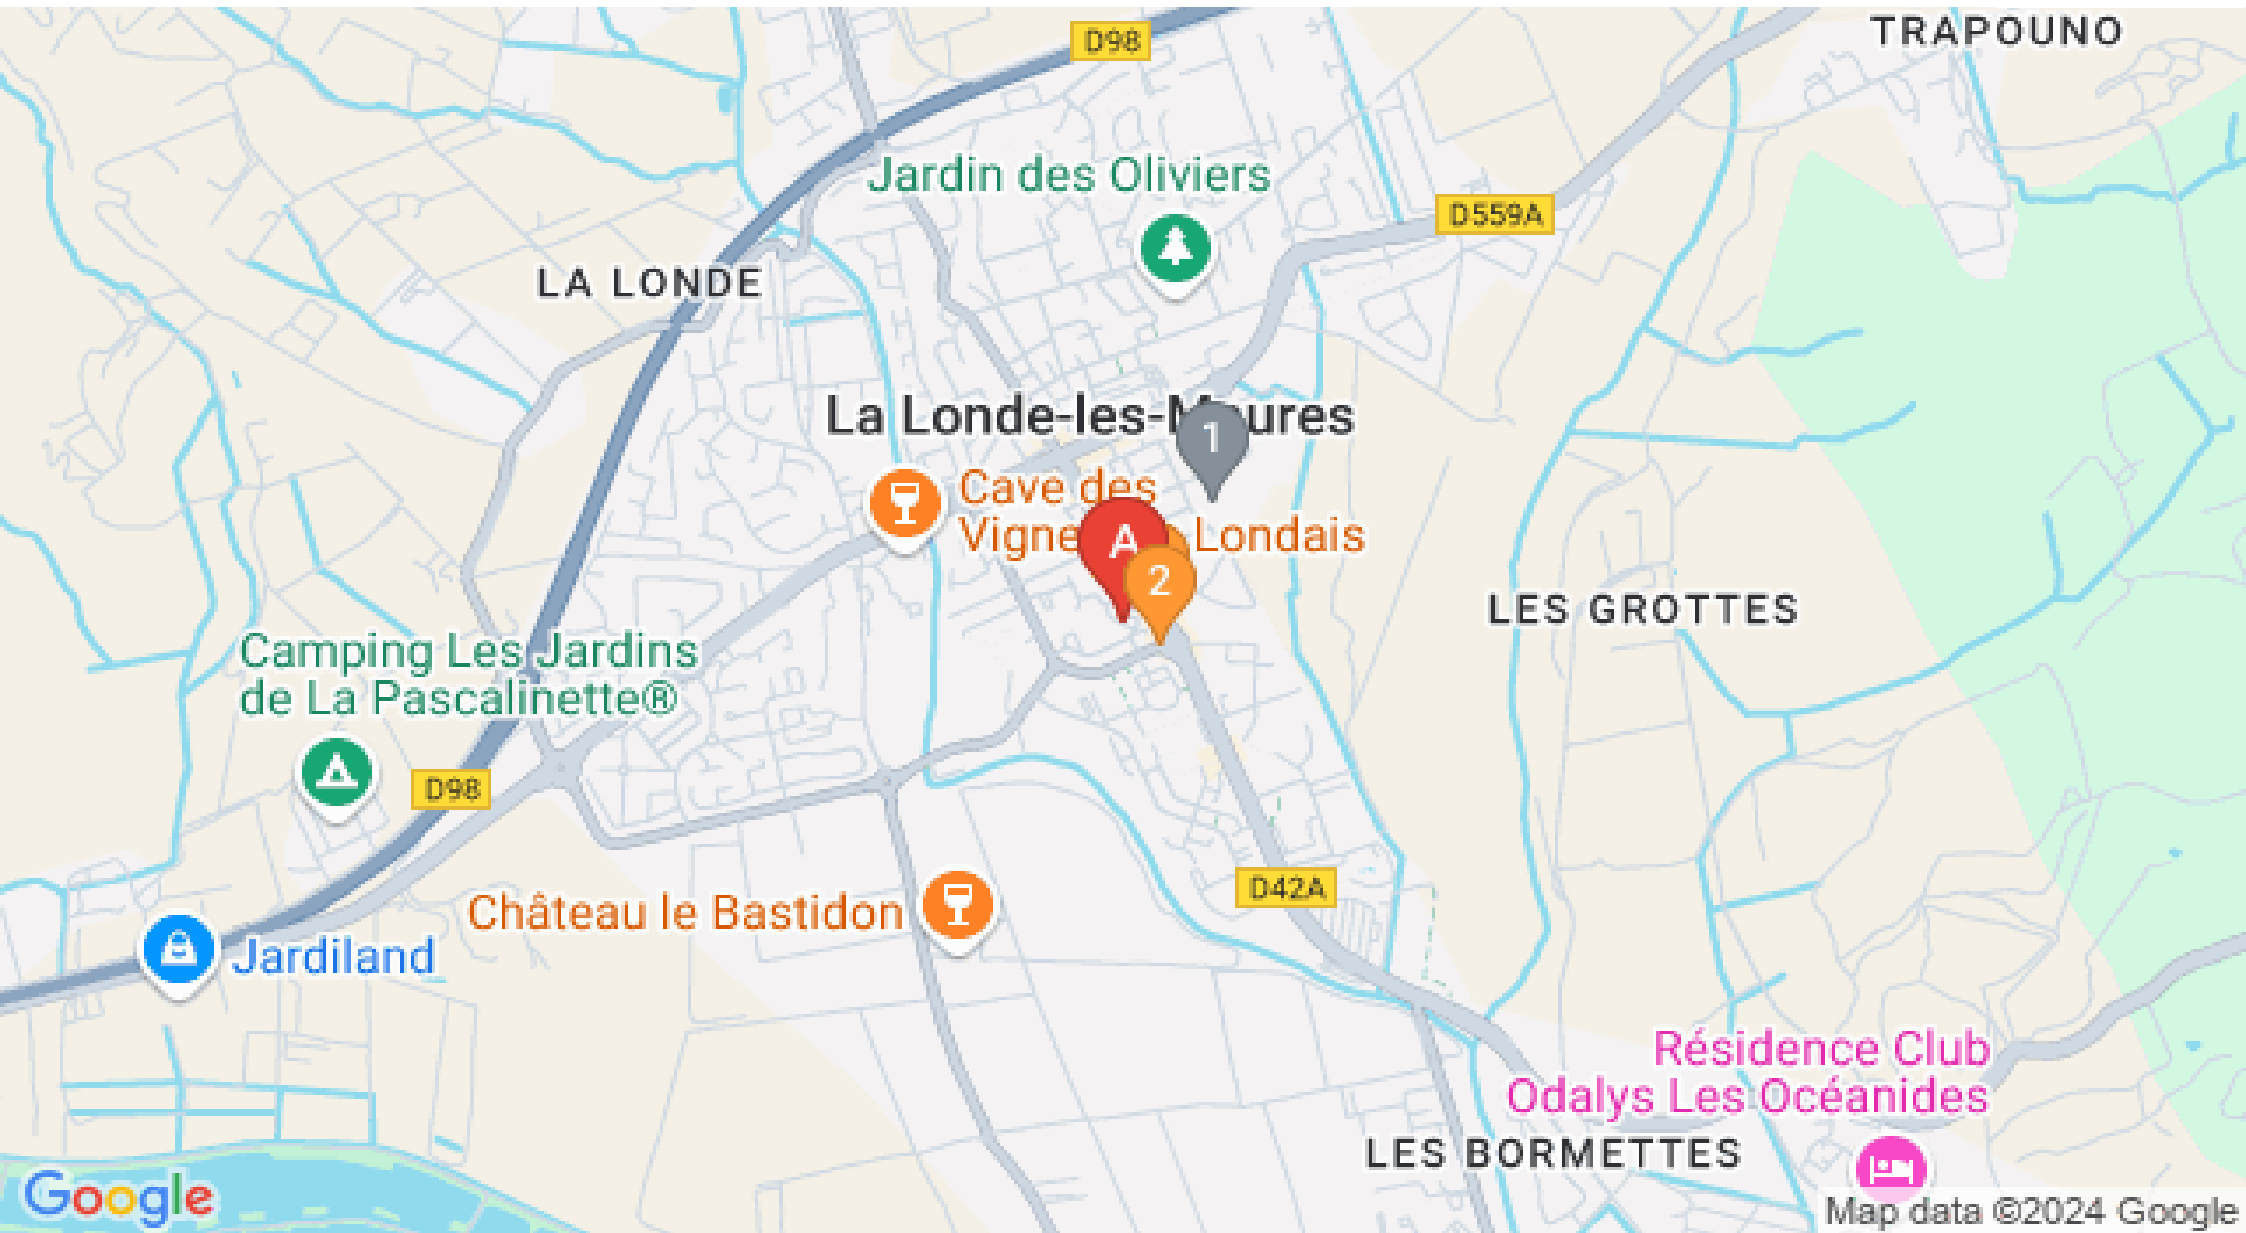 TRAPOUNO
D98
Jardin des Oliviers
D559A
LA LONDE
La Londe-les-M ures
1
Cave des
Vigne Londais
A
2
LES GROTTES
Camping Les Jardins
de La Pascalinette®
D98
D42A
Château le Bastidon
Jardiland
Résidence Club
Odalys Les Océanides
LES BORMETTES
Google
Map data ©2024 Google